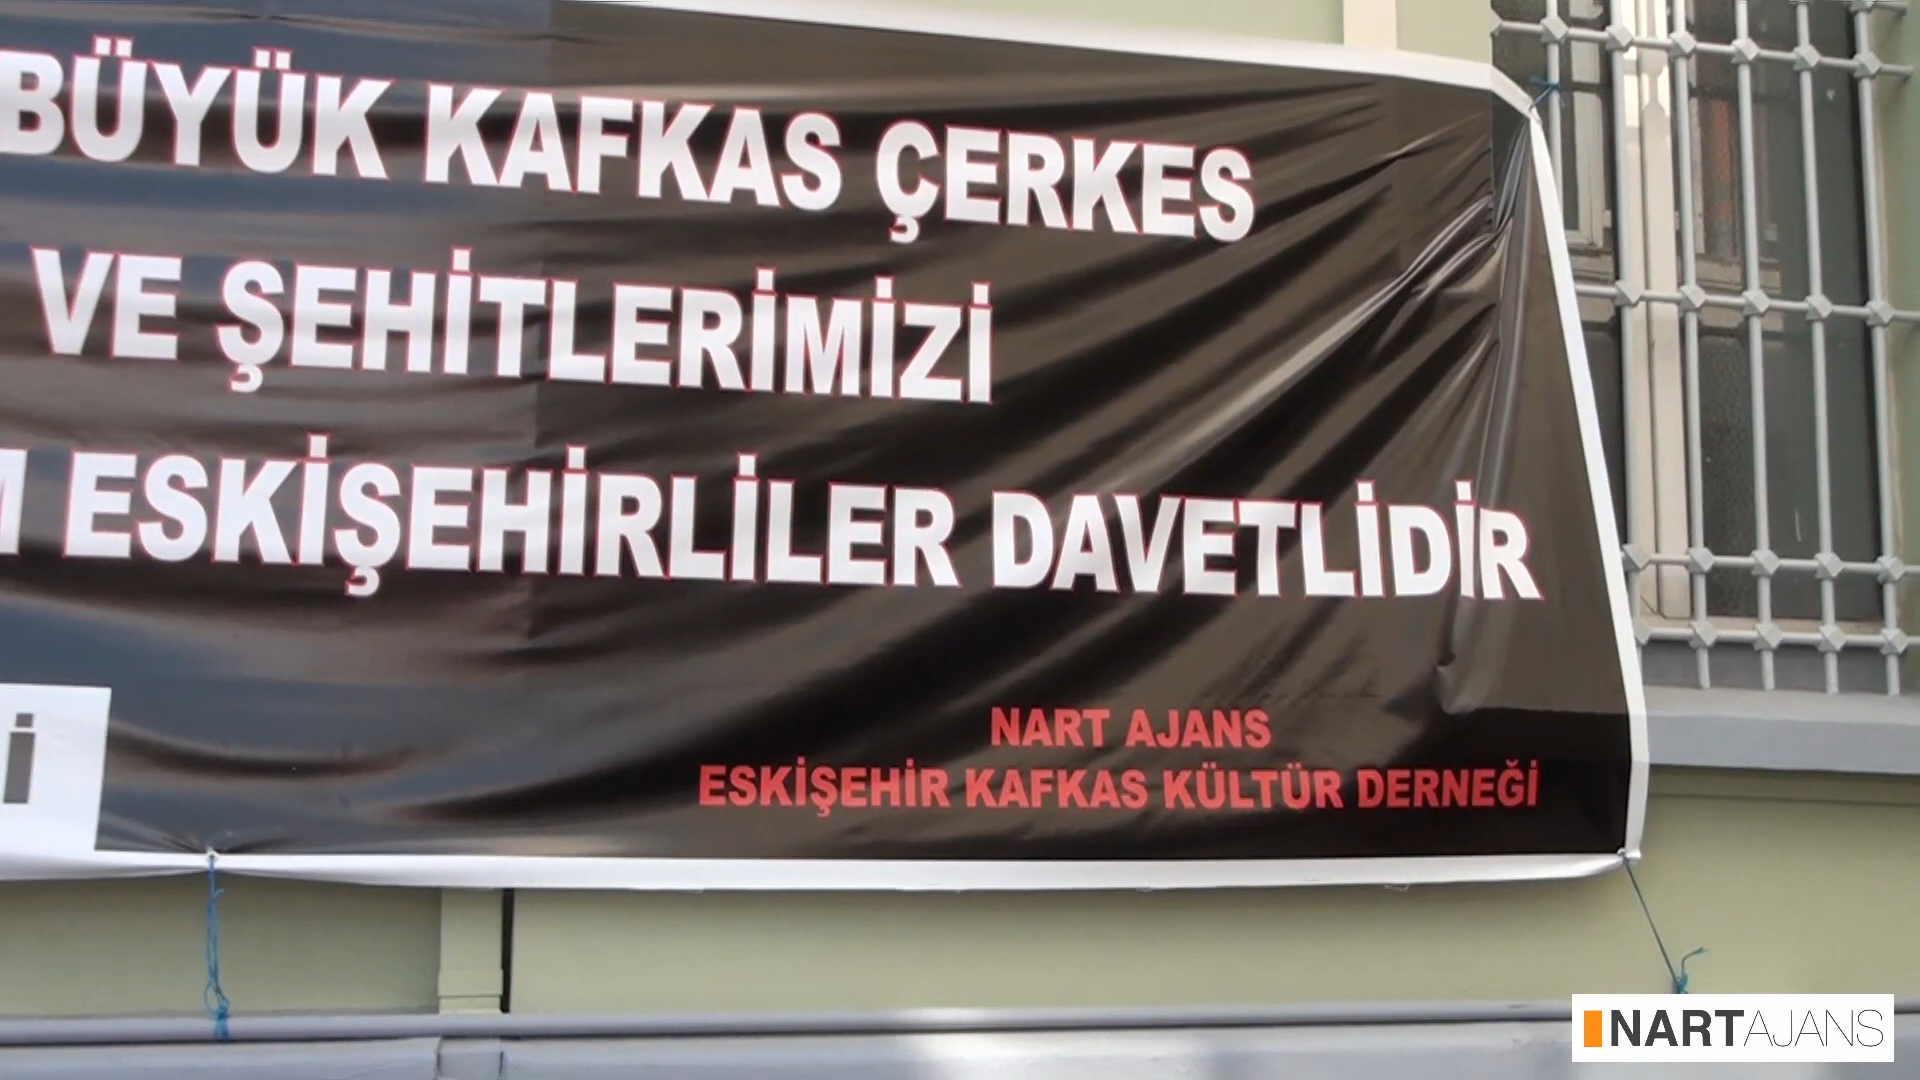 BÜYÜK KAFKAS ÇERKES
VE ŞEHİTLERİMİZİ
ESKİŞEHİRLİLER DAVETLİDİR
NART AJANS
ESKİŞEHİR KAFKAS KÜLTÜR DERNEĞİ
NARTAJANS